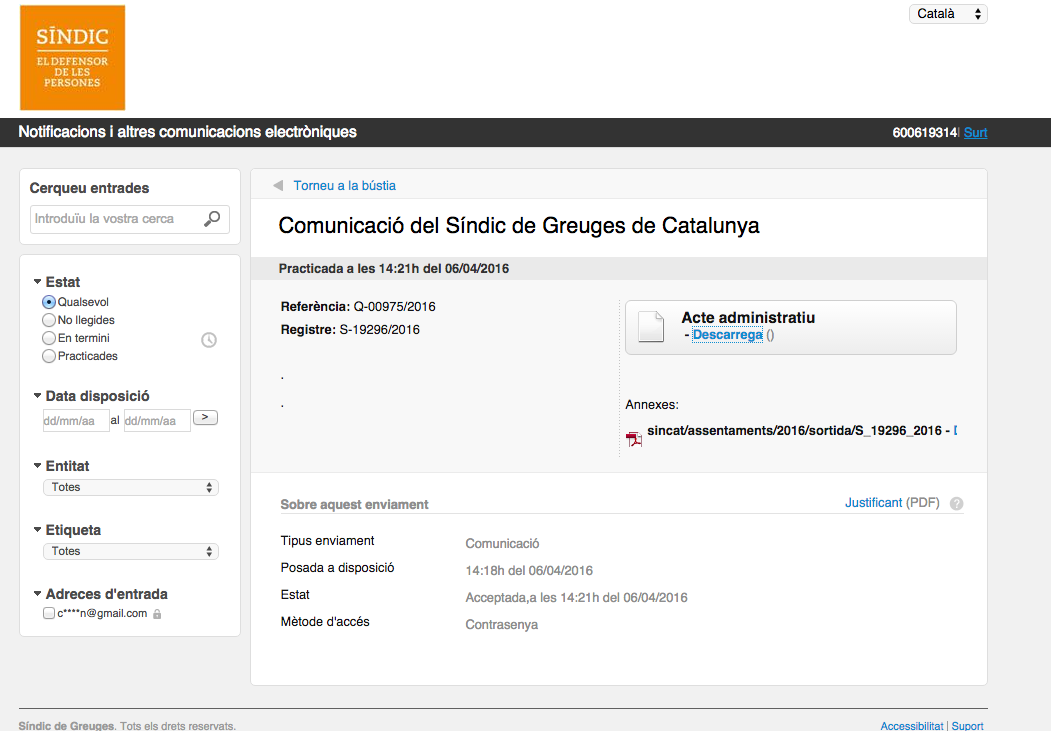 Català
SÍNDIC
EL DEFENSOR
DE LES
PERSONES
Notificacions i altres comunicacions electròniques
600619314| Surt
Cerqueu entrades
Introduïu la vostra cerca
Estat
Qualsevol
No llegides
En termini
Practicades
Data disposició
dd/mm/aa al dd/mm/aa >
Entitat
Totes
Etiqueta
Totes
Adreces d'entrada
c****n@gmail.com
Torneu a la bústia
Comunicació del Síndic de Greuges de Catalunya
Practicada a les 14:21h del 06/04/2016
Referència: Q-00975/2016
Registre: S-19296/2016
.
.
Acte administratiu
- Descarrega ()
Annexes:
sincat/assentaments/2016/sortida/S_19296_2016 -
Sobre aquest enviament
Justificant (PDF) ?
Tipus enviament Comunicació
Posada a disposició 14:18h del 06/04/2016
Estat Acceptada,a les 14:21h del 06/04/2016
Mètode d'accés Contrasenya
Síndic de Greuges. Tots els drets reservats.
Accessibilitat | Suport